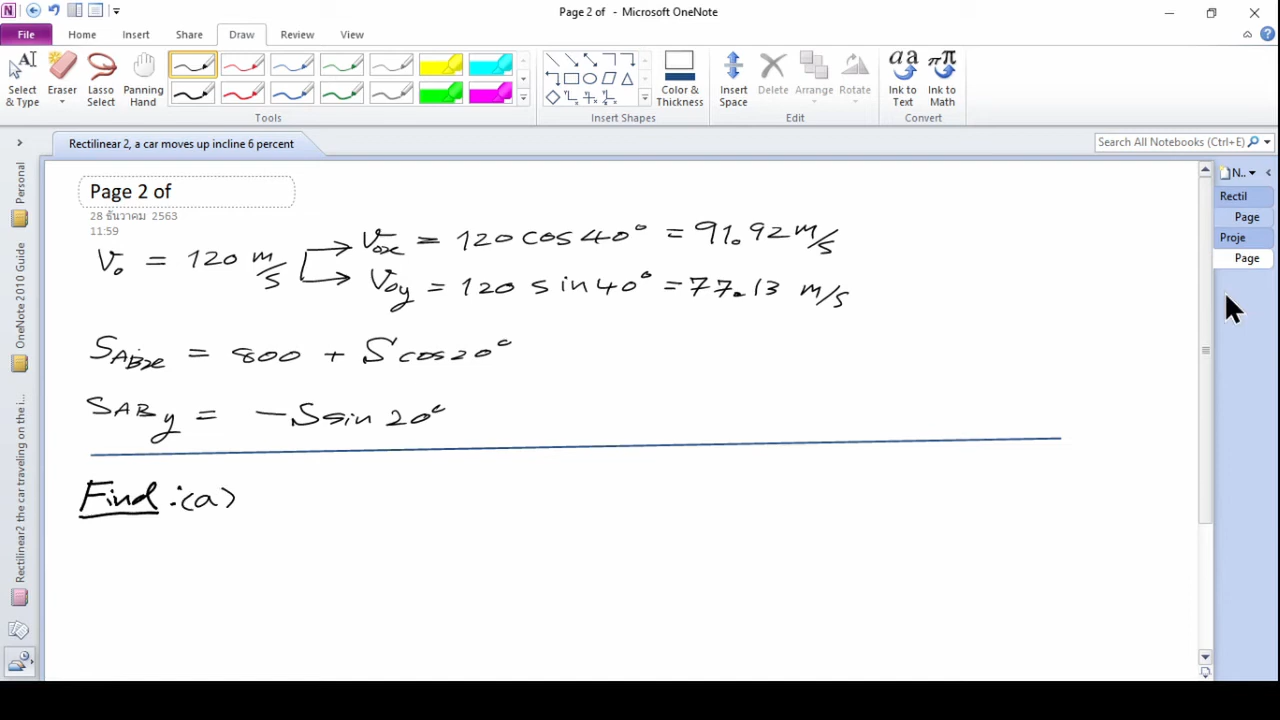 Page 2 of - Microsoft OneNote
File Home Insert Share Draw Review View
Select & Type
Eraser
Lasso Select
Panning Hand
Color & Thickness
Insert Space
Delete
Arrange
Rotate
Ink to Text
Ink to Math
Tools
Insert Shapes
Edit
Convert
Rectilinear 2, a car moves up incline 6 percent
Search All Notebooks (Ctrl+E)
Personal
OneNote 2010 Guide
Rectilinear2 the car traveling on the i...
Page 2 of
28 ธันวาคม 2563
11:59
V₀ = 120 m/s
V₀x = 120 cos 40° = 91.92 m/s
V₀y = 120 sin 40° = 77.13 m/s
S_ABx = 800 + S cos 20°
S_ABy = - S sin 20°
Find : (a)
N..
Rectil
Page
Proje
Page